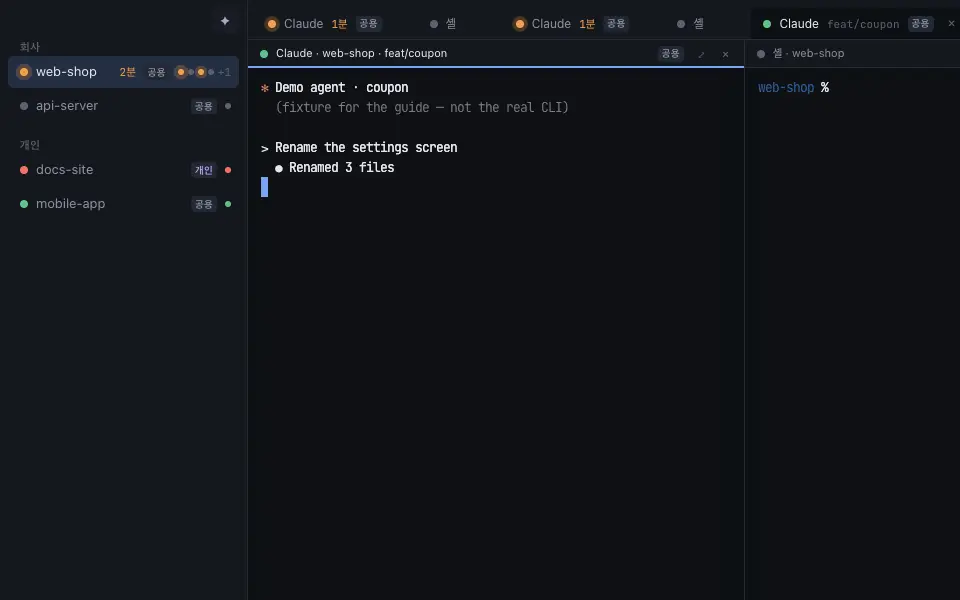 ✦
회사
web-shop 2분 공용 +1
api-server 공용
개인
docs-site 개인
mobile-app 공용
Claude 1분 공용 셸 Claude 1분 공용 셸 Claude feat/coupon 공용 ×
Claude · web-shop · feat/coupon 공용 ⤢ ×
* Demo agent · coupon
(fixture for the guide — not the real CLI)
> Rename the settings screen
● Renamed 3 files
셸 · web-shop
web-shop %